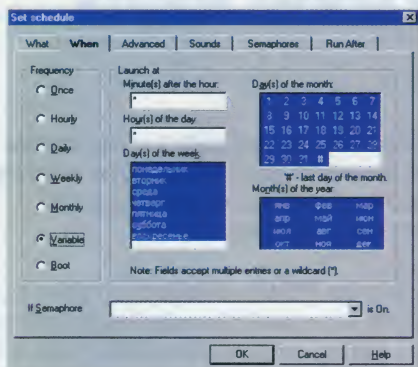 Set schedule
What When Advanced Sounds Semaphores Run After
Frequency
Once
Hourly
Daily
Weekly
Monthly
Variable
Boot
Launch at
Minute(s) after the hour:
*
Hour(s) of the day
*
Day(s) of the week
понедельник
вторник
среда
четверг
пятница
суббота
воскресенье
Day(s) of the month:
1 2 3 4 5 6 7
8 9 10 11 12 13 14
15 16 17 18 19 20 21
22 23 24 25 26 27 28
29 30 31 #
'#' - last day of the month.
Month(s) of the year
янв фев мар
апр май июн
июл авг сен
окт ноя дек
Note: Fields accept multiple entries or a wildcard (*).
If Semaphore is On.
OK Cancel Help